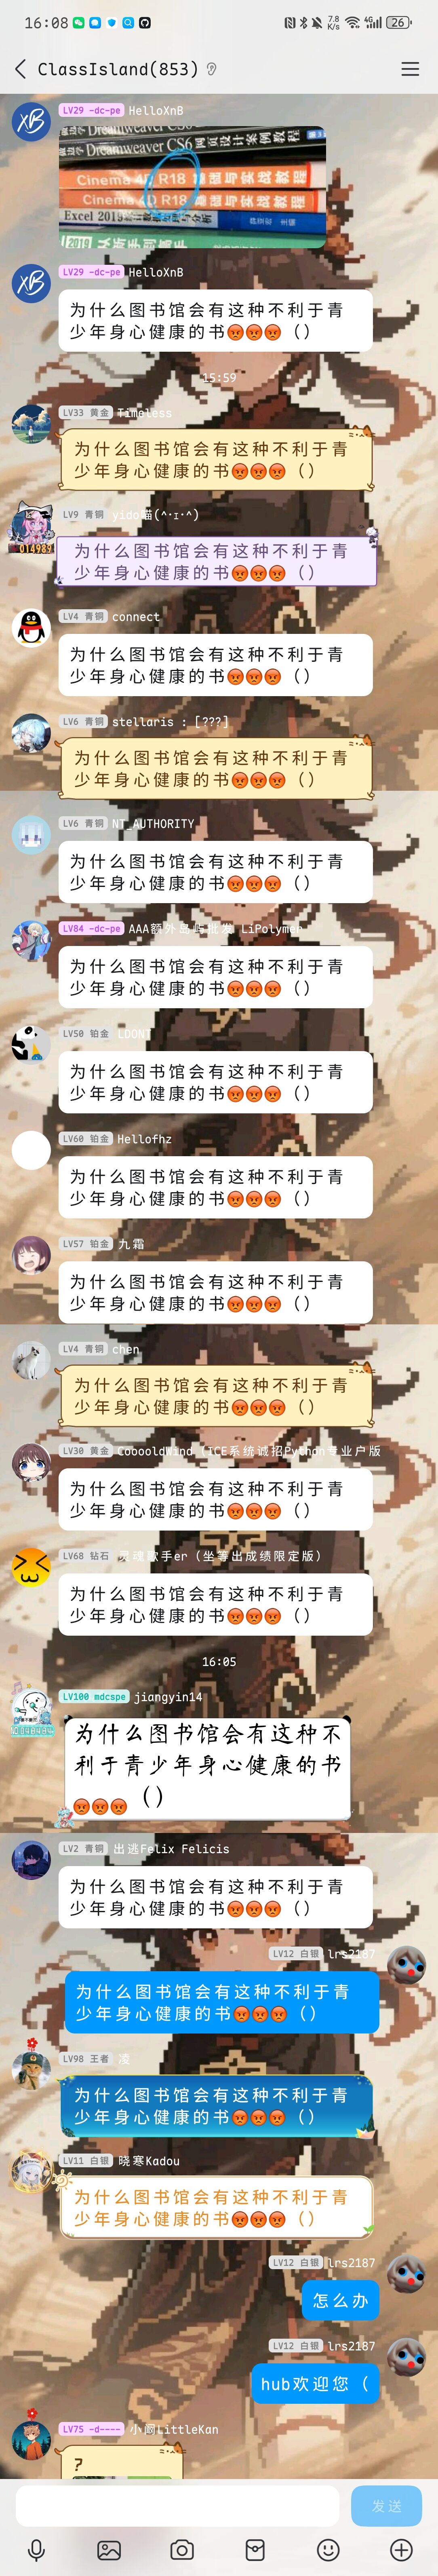 16:08
7.8
K/s
4G
26
ClassIsland(853)
LV29 -dc-pe HelloXnB
Dreamweaver
Dreamweaver CS6 网页设计案例教程
Cinema 4D R18 基础与实战教程
Cinema 4D R18 基础与实战教程
Excel 2019
LV29 -dc-pe HelloXnB
为什么图书馆会有这种不利于青
少年身心健康的书😡😡😡（）
15:59
LV33 黄金 Timeless
为什么图书馆会有这种不利于青
少年身心健康的书😡😡😡（）
LV9 青铜 yido喵(^･ɪ･^)
为什么图书馆会有这种不利于青
少年身心健康的书😡😡😡（）
LV4 青铜 connect
为什么图书馆会有这种不利于青
少年身心健康的书😡😡😡（）
LV6 青铜 stellaris : [???]
为什么图书馆会有这种不利于青
少年身心健康的书😡😡😡（）
LV6 青铜 NT_AUTHORITY
为什么图书馆会有这种不利于青
少年身心健康的书😡😡😡（）
LV84 -dc-pe AAA额外岛屿批发 LiPolymer
为什么图书馆会有这种不利于青
少年身心健康的书😡😡😡（）
LV50 铂金 LDONT
为什么图书馆会有这种不利于青
少年身心健康的书😡😡😡（）
LV60 铂金 Hellofhz
为什么图书馆会有这种不利于青
少年身心健康的书😡😡😡（）
LV57 铂金 九霜
为什么图书馆会有这种不利于青
少年身心健康的书😡😡😡（）
LV4 青铜 chen
为什么图书馆会有这种不利于青
少年身心健康的书😡😡😡（）
LV30 黄金 CooooldWind（ICE系统诚招Python专业户版
为什么图书馆会有这种不利于青
少年身心健康的书😡😡😡（）
LV68 钻石 灵魂歌手er（坐等出成绩限定版）
为什么图书馆会有这种不利于青
少年身心健康的书😡😡😡（）
16:05
LV100 mdcspe jiangyin14
为什么图书馆会有这种不
利于青少年身心健康的书
😡😡😡（）
LV2 青铜 出逃Felix Felicis
为什么图书馆会有这种不利于青
少年身心健康的书😡😡😡（）
LV12 白银 lrs2187
为什么图书馆会有这种不利于青
少年身心健康的书😡😡😡（）
LV98 王者 凌
为什么图书馆会有这种不利于青
少年身心健康的书😡😡😡（）
LV11 白银 晓寒Kadou
为什么图书馆会有这种不利于青
少年身心健康的书😡😡😡（）
LV12 白银 lrs2187
怎么办
LV12 白银 lrs2187
hub欢迎您（
LV75 -d---- 小阚LittleKan
?
发送